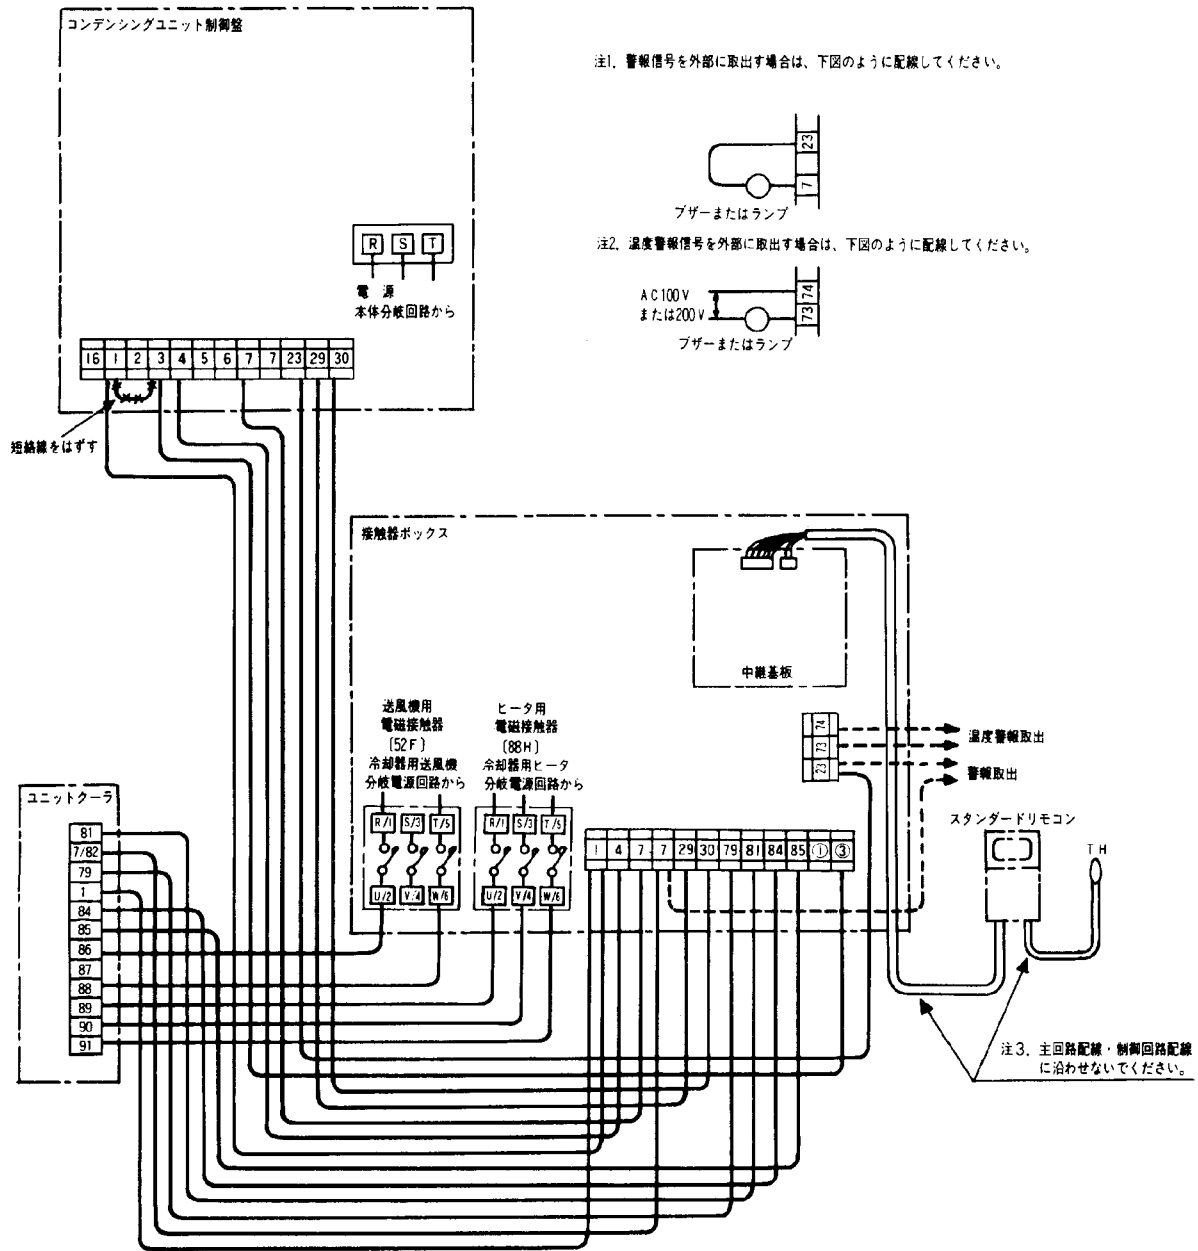 コンデンシングユニット制御盤
注1. 警報信号を外部に取出す場合は、下図のように配線してください。
23
7
ブザーまたはランプ
注2. 温度警報信号を外部に取出す場合は、下図のように配線してください。
AC100V
または200V
74
73
ブザーまたはランプ
R S T
電 源
本体分岐回路から
16 1 2 3 4 5 6 7 7 23 29 30
短絡線をはずす
接触器ボックス
中継基板
送風機用
電磁接触器
(52F)
冷却器用送風機
分岐電源回路から
ヒータ用
電磁接触器
(88H)
冷却器用ヒータ
分岐電源回路から
R/1 S/3 T/5
U/2 V/4 W/6
R/1 S/3 T/5
U/2 V/4 W/6
74
73
23
温度警報取出
警報取出
1 4 7 7 29 30 79 81 84 85 ① ③
スタンダードリモコン
TH
ユニットクーラ
81
7/82
79
1
84
85
86
87
88
89
90
91
注3. 主回路配線・制御回路配線
に沿わせないでください。